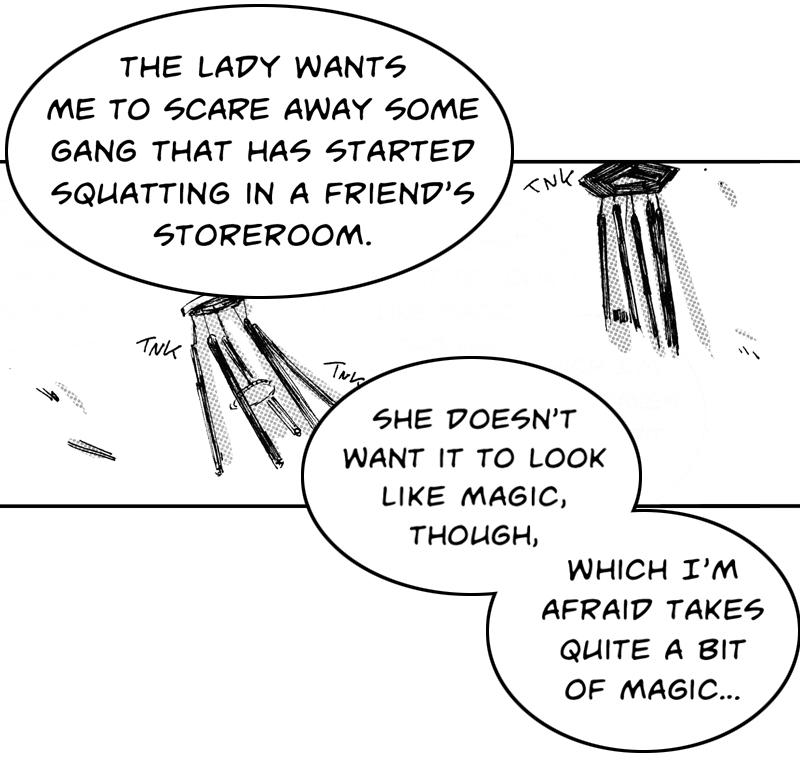 THE LADY WANTS
ME TO SCARE AWAY SOME
GANG THAT HAS STARTED
SQUATTING IN A FRIEND'S
STOREROOM.
TNK
TNK
TNK
SHE DOESN'T
WANT IT TO LOOK
LIKE MAGIC,
THOUGH,
WHICH I'M
AFRAID TAKES
QUITE A BIT
OF MAGIC...